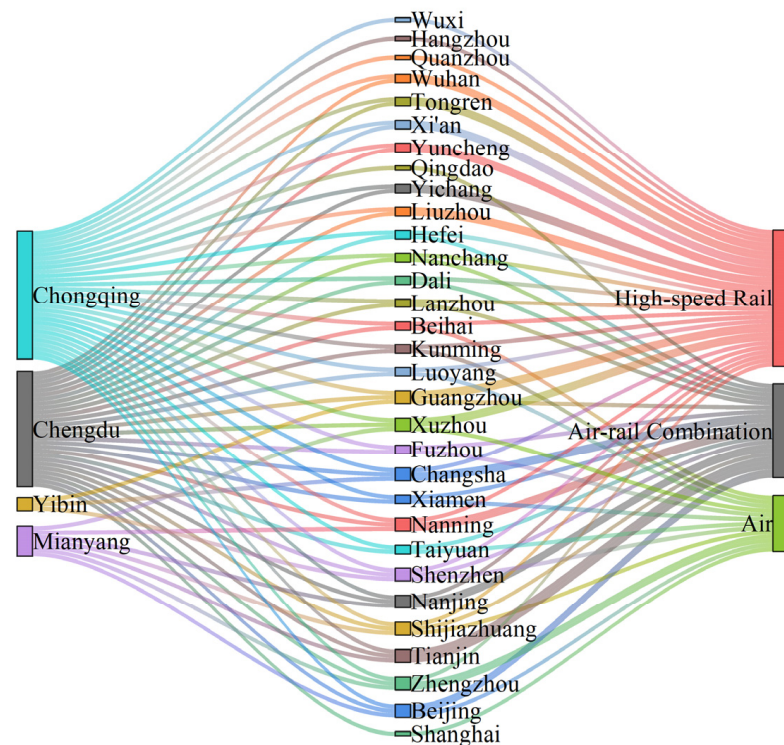 Wuxi
Hangzhou
Quanzhou
Wuhan
Tongren
Xi'an
Yuncheng
Qingdao
Yichang
Liuzhou
Hefei
Nanchang
Dali
Lanzhou
Beihai
Kunming
Luoyang
Guangzhou
Xuzhou
Fuzhou
Changsha
Xiamen
Nanning
Taiyuan
Shenzhen
Nanjing
Shijiazhuang
Tianjin
Zhengzhou
Beijing
Shanghai
Chongqing
Chengdu
Yibin
Mianyang
High-speed Rail
Air-rail Combination
Air